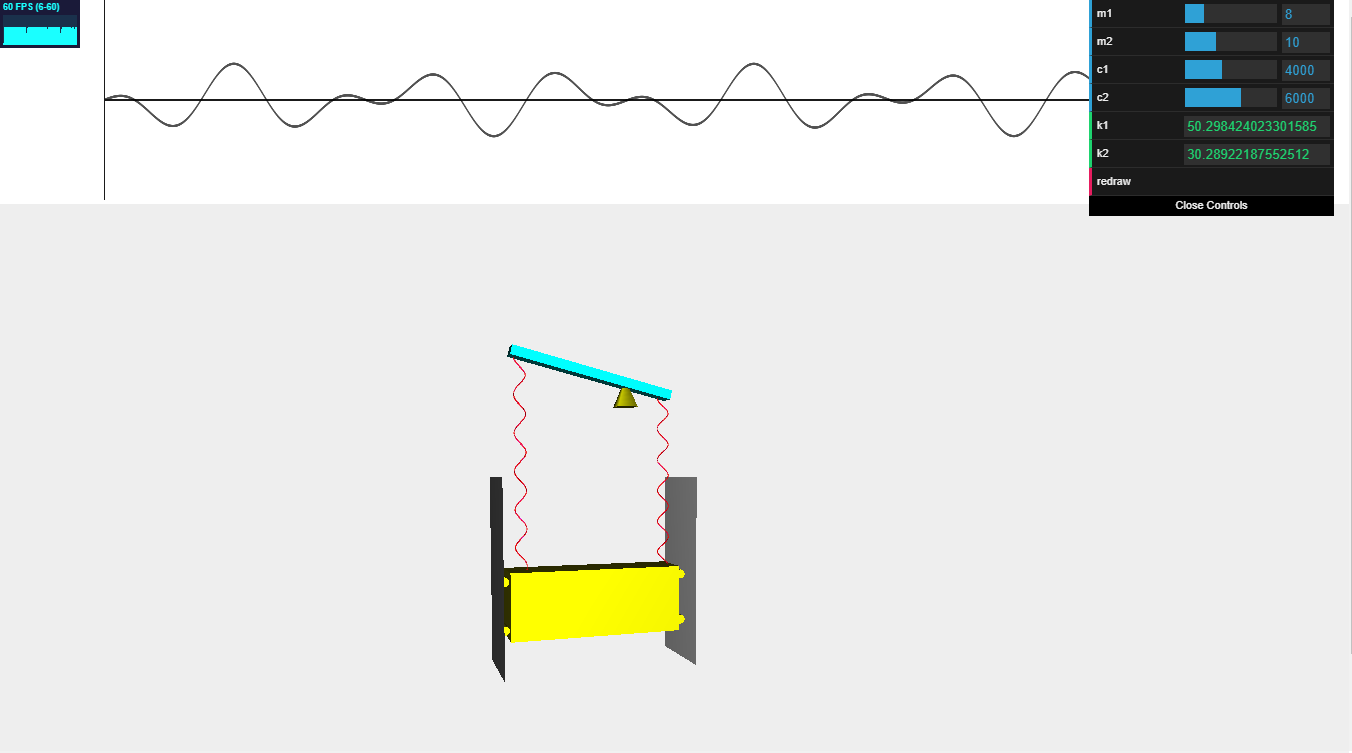 60 FPS (6-60)
m1 8
m2 10
c1 4000
c2 6000
k1 50.298424023301585
k2 30.28922187552512
redraw
Close Controls